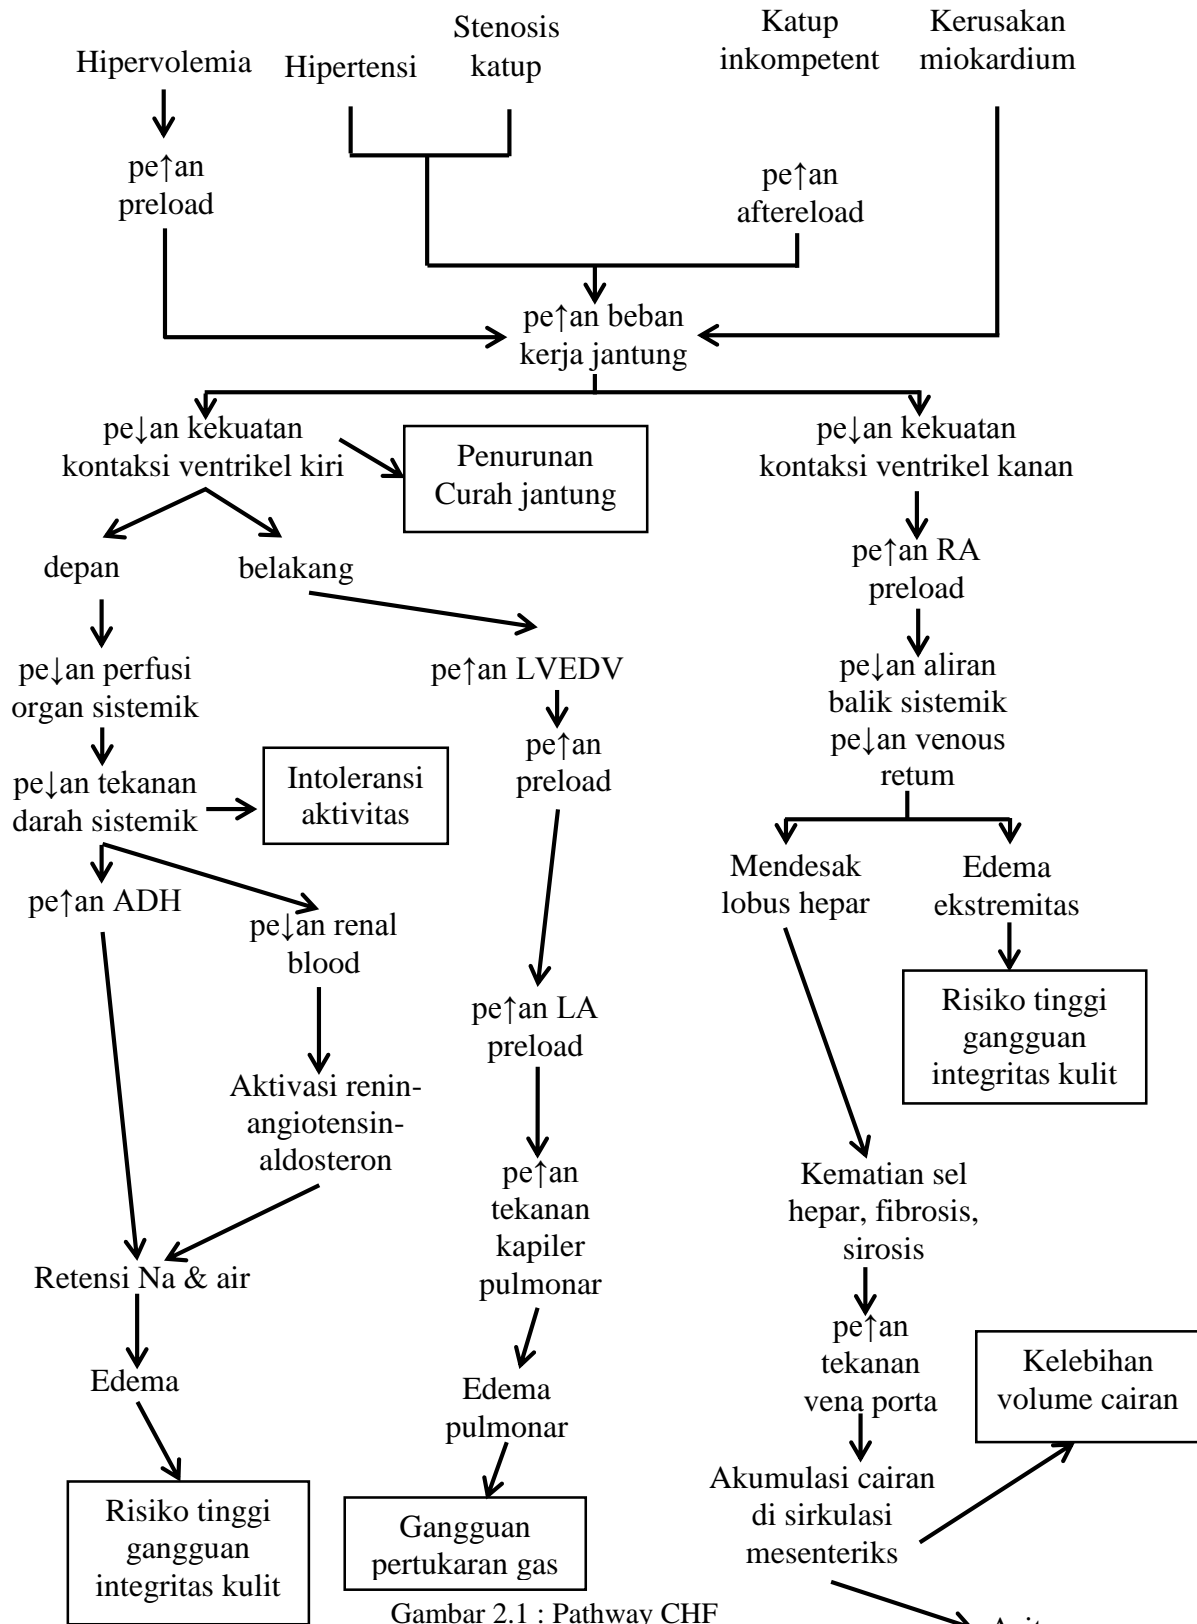 Hipervolemia
Hipertensi
Stenosis
katup
Katup
inkompetent
Kerusakan
miokardium
pe↑an
preload
pe↑an
aftereload
pe↑an beban
kerja jantung
pe↓an kekuatan
kontaksi ventrikel kiri
Penurunan
Curah jantung
pe↓an kekuatan
kontaksi ventrikel kanan
depan
belakang
pe↑an RA
preload
pe↓an perfusi
organ sistemik
pe↑an LVEDV
pe↓an aliran
balik sistemik
pe↓an venous
retum
pe↑an
preload
pe↓an tekanan
darah sistemik
Intoleransi
aktivitas
Mendesak
lobus hepar
Edema
ekstremitas
pe↑an ADH
pe↓an renal
blood
pe↑an LA
preload
Risiko tinggi
gangguan
integritas kulit
Aktivasi renin-
angiotensin-
aldosteron
pe↑an
tekanan
kapiler
pulmonar
Kematian sel
hepar, fibrosis,
sirosis
Retensi Na & air
pe↑an
tekanan
vena porta
Kelebihan
volume cairan
Edema
Edema
pulmonar
Akumulasi cairan
di sirkulasi
mesenteriks
Risiko tinggi
gangguan
integritas kulit
Gangguan
pertukaran gas
Gambar 2.1 : Pathway CHF